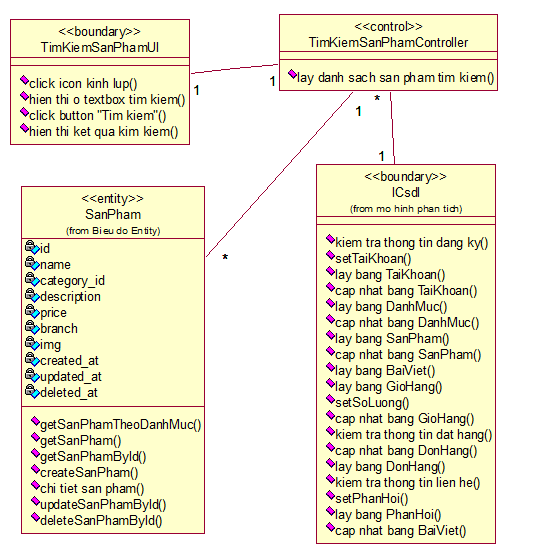 <<boundary>>
TimKiemSanPhamUI
click icon kinh lup()
hien thi o textbox tim kiem()
click button "Tim kiem"()
hien thi ket qua kim kiem()
<<control>>
TimKiemSanPhamController
lay danh sach san pham tim kiem()
1
1
1
*
*
1
<<entity>>
SanPham
(from Bieu do Entity)
id
name
category_id
description
price
branch
img
created_at
updated_at
deleted_at
getSanPhamTheoDanhMuc()
getSanPham()
getSanPhamById()
createSanPham()
chi tiet san pham()
updateSanPhamById()
deleteSanPhamById()
<<boundary>>
ICsdl
(from mo hinh phan tich)
kiem tra thong tin dang ky()
setTaiKhoan()
lay bang TaiKhoan()
cap nhat bang TaiKhoan()
lay bang DanhMuc()
cap nhat bang DanhMuc()
lay bang SanPham()
cap nhat bang SanPham()
lay bang BaiViet()
lay bang GioHang()
setSoLuong()
cap nhat bang GioHang()
kiem tra thong tin dat hang()
cap nhat bang DonHang()
lay bang DonHang()
kiem tra thong tin lien he()
setPhanHoi()
lay bang PhanHoi()
cap nhat bang BaiViet()